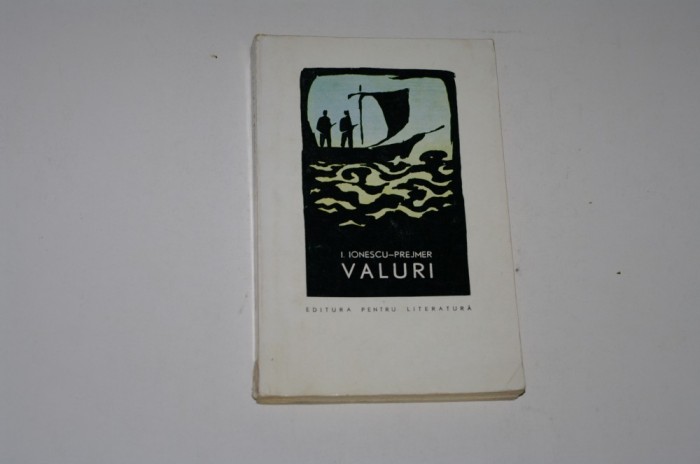 I. IONESCU-PREJMER
VALURI
EDITURA PENTRU LITERATURĂ